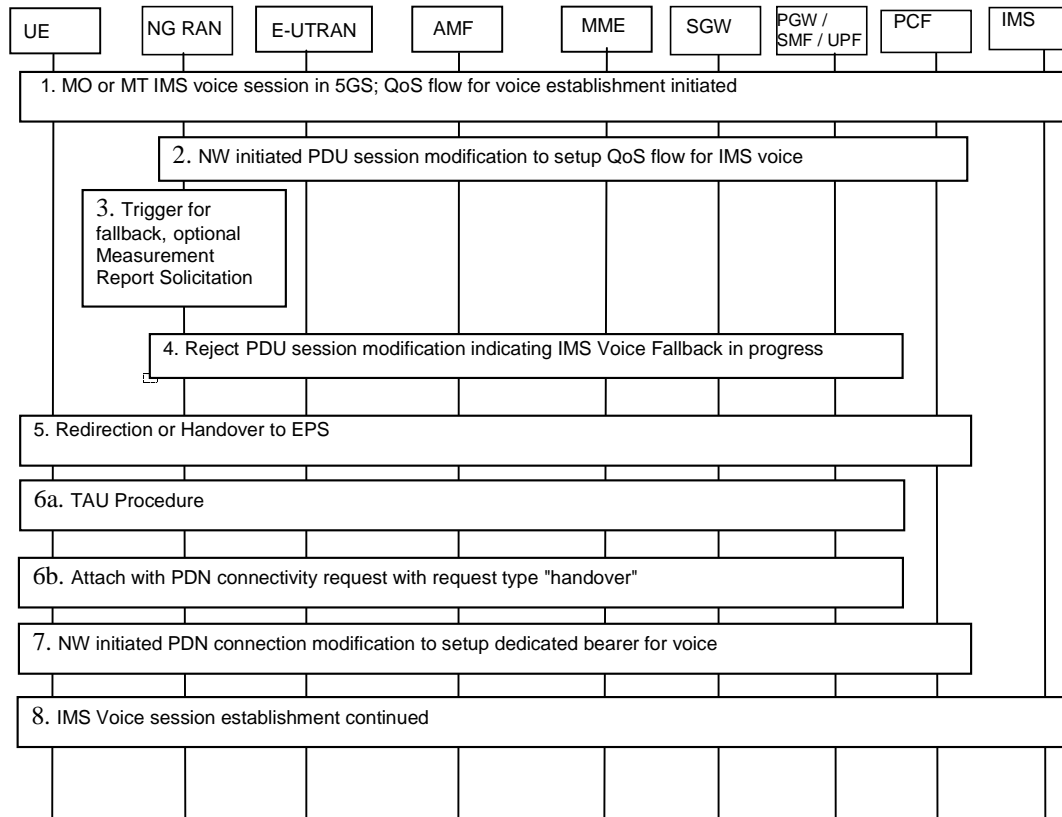 UE
NG RAN
E-UTRAN
AMF
MME
SGW
PGW /
SMF / UPF
PCF
IMS
1. MO or MT IMS voice session in 5GS; QoS flow for voice establishment initiated
2. NW initiated PDU session modification to setup QoS flow for IMS voice
3. Trigger for
fallback, optional
Measurement
Report Solicitation
4. Reject PDU session modification indicating IMS Voice Fallback in progress
5. Redirection or Handover to EPS
6a. TAU Procedure
6b. Attach with PDN connectivity request with request type "handover"
7. NW initiated PDN connection modification to setup dedicated bearer for voice
8. IMS Voice session establishment continued